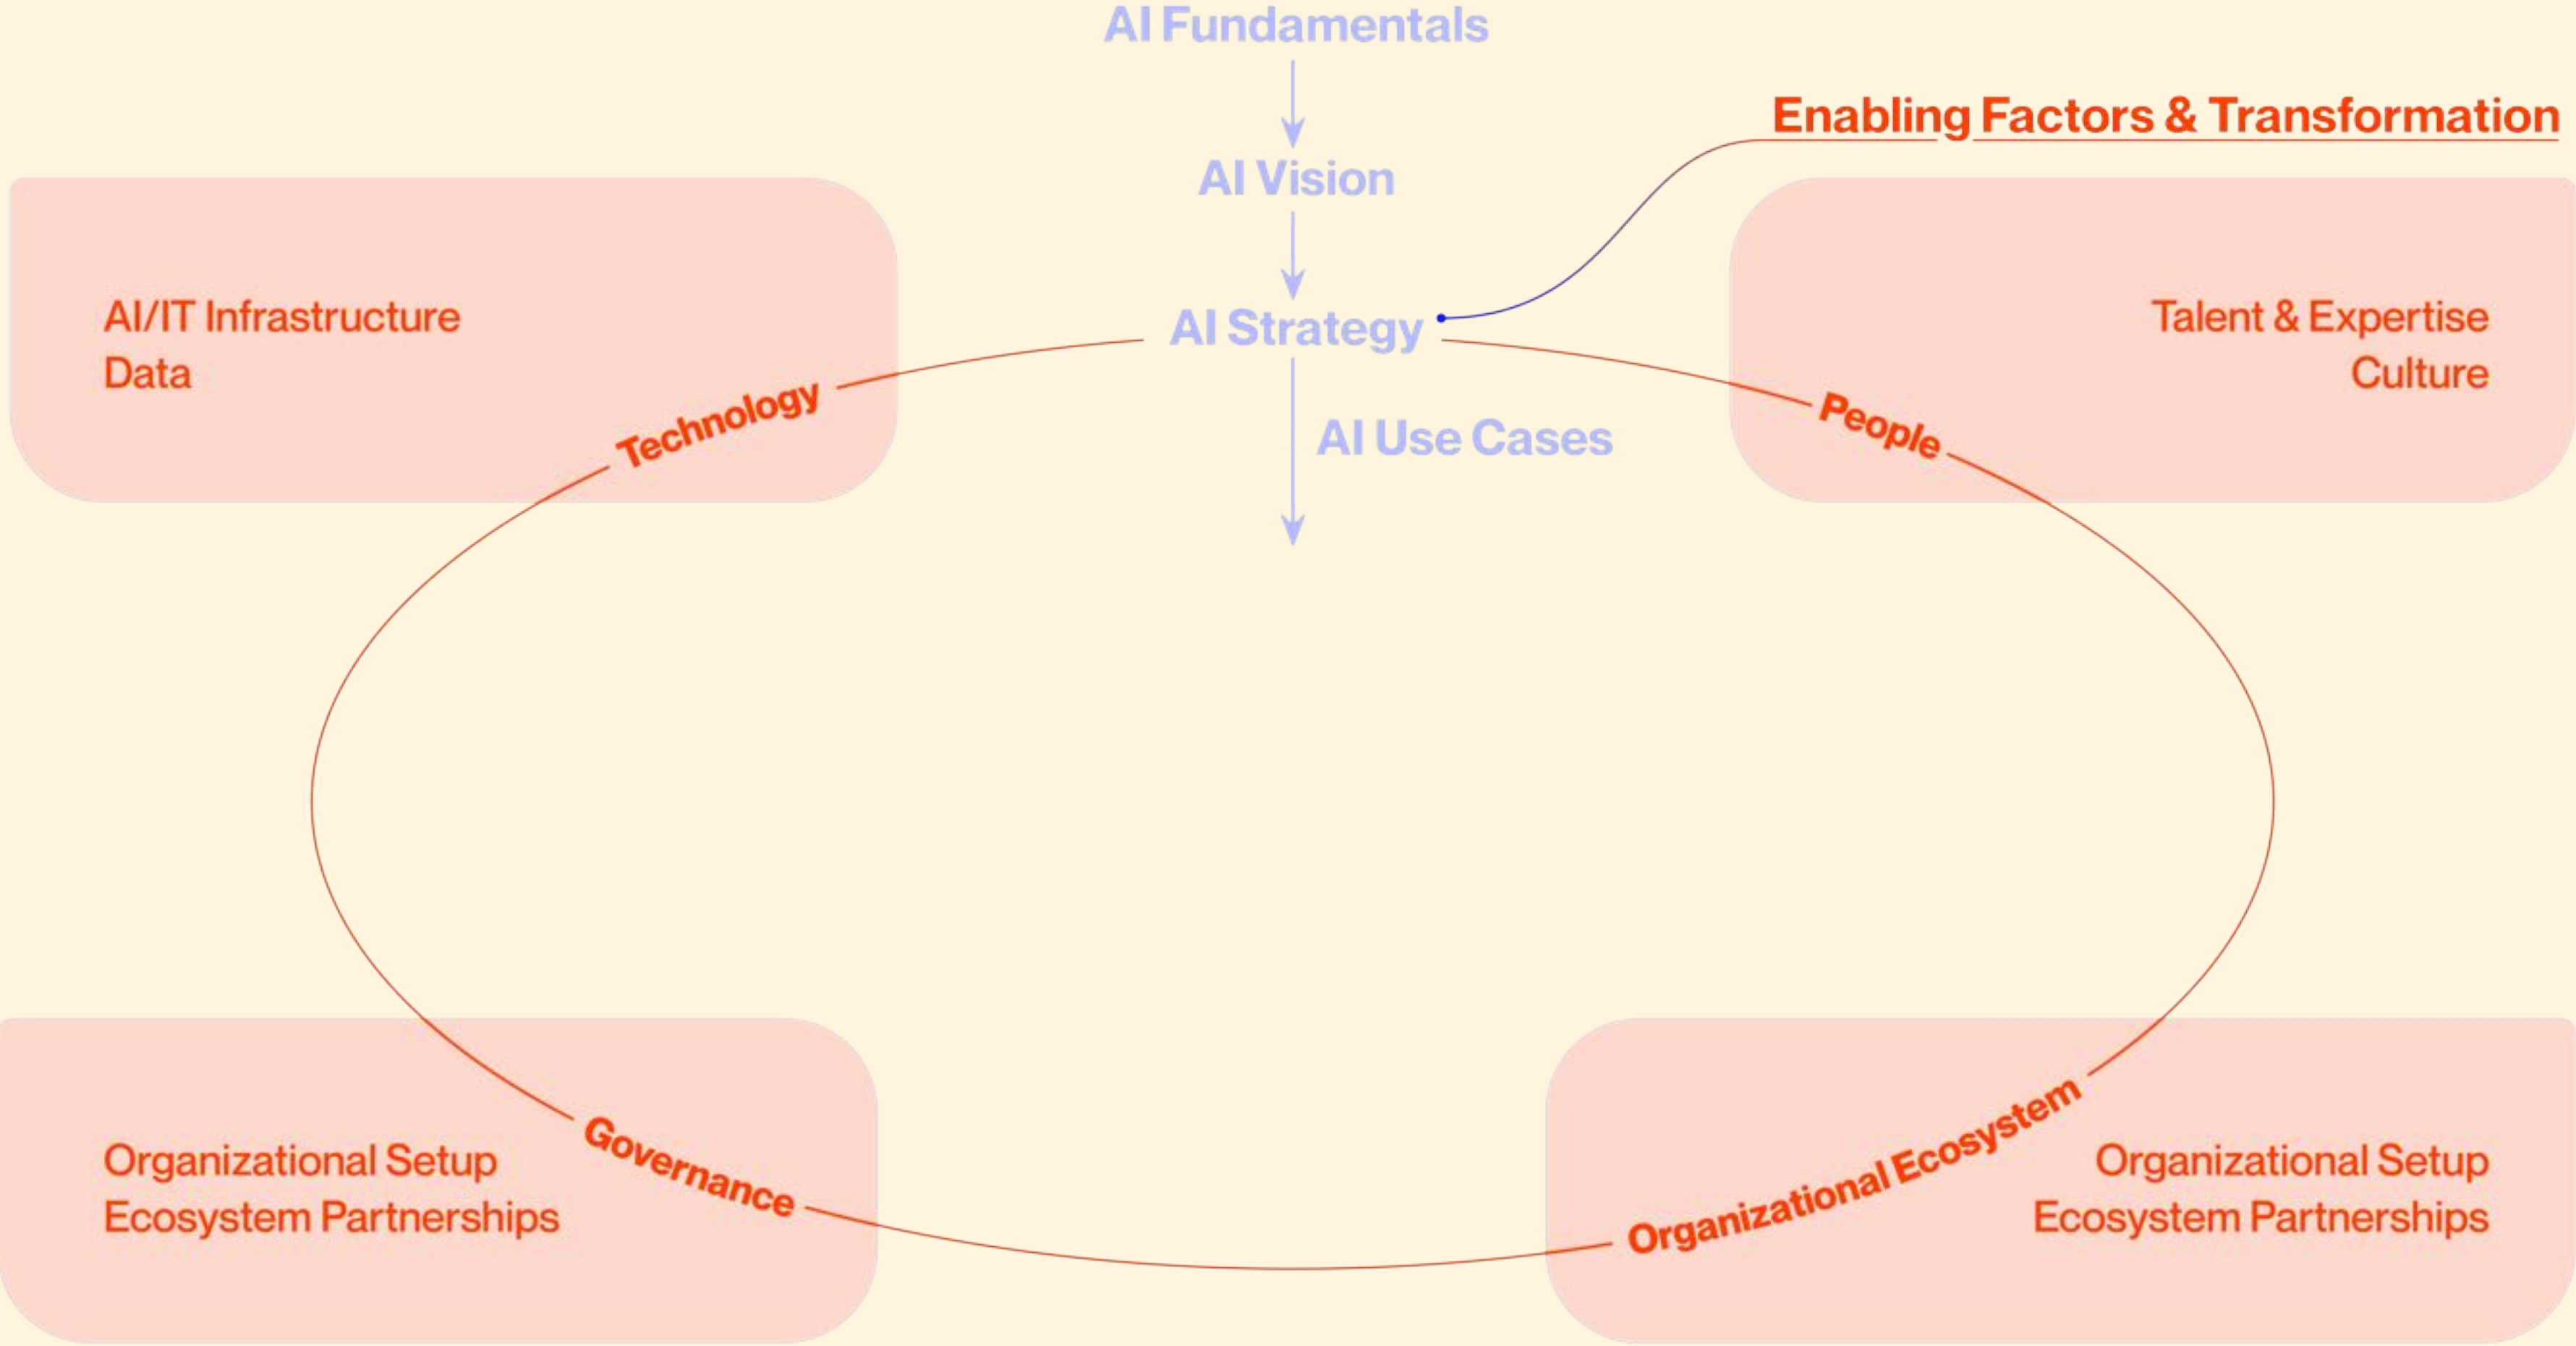 AI Fundamentals
Enabling Factors & Transformation
AI Vision
AI Strategy
AI Use Cases
AI/IT Infrastructure
Data
Technology
Talent & Expertise
Culture
People
Organizational Setup
Ecosystem Partnerships
Governance
Organizational Ecosystem
Organizational Setup
Ecosystem Partnerships